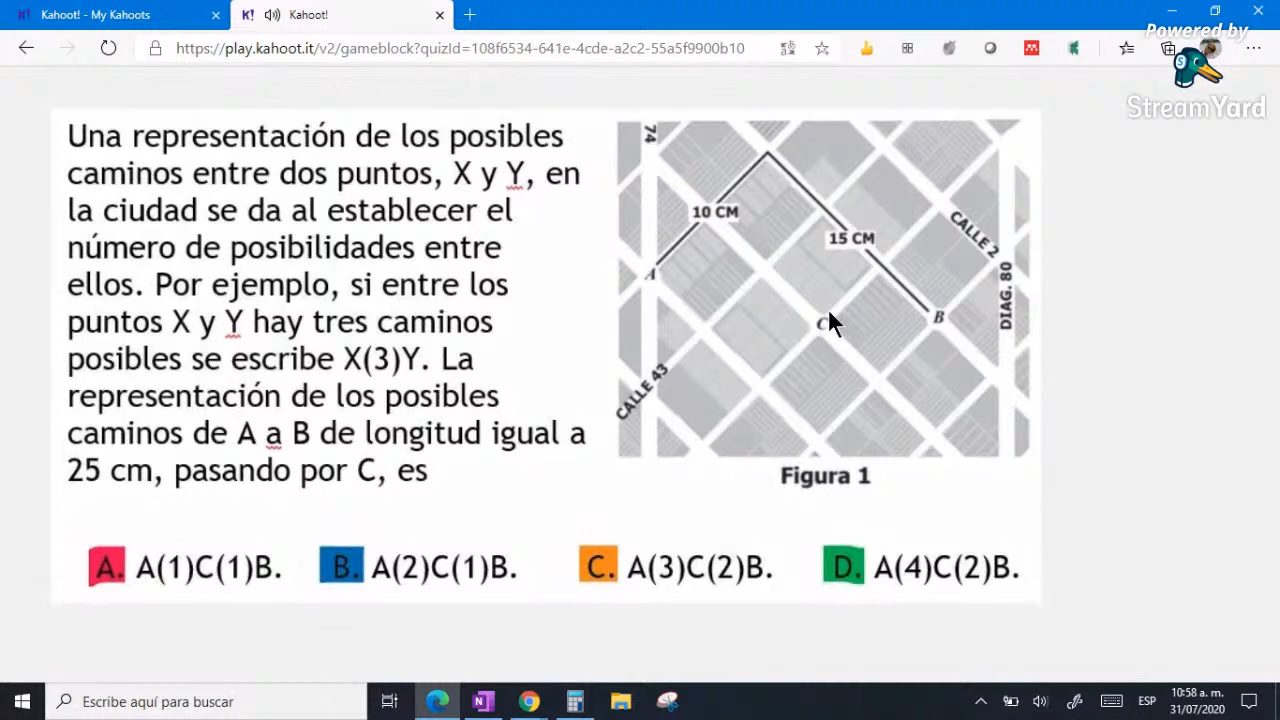 Kahoot! - My Kahoots
Kahoot!
https://play.kahoot.it/v2/gameblock?quizId=108f6534-641e-4cde-a2c2-55a5f9900b10
Powered by
StreamYard
Una representación de los posibles
caminos entre dos puntos, X y Y, en
la ciudad se da al establecer el
número de posibilidades entre
ellos. Por ejemplo, si entre los
puntos X y Y hay tres caminos
posibles se escribe X(3)Y. La
representación de los posibles
caminos de A a B de longitud igual a
25 cm, pasando por C, es
74
10 CM
15 CM
CALLE 2
DIAG. 80
A
C
B
CALLE 43
Figura 1
A. A(1)C(1)B.
B. A(2)C(1)B.
C. A(3)C(2)B.
D. A(4)C(2)B.
Escribe aquí para buscar
ESP
10:58 a. m.
31/07/2020